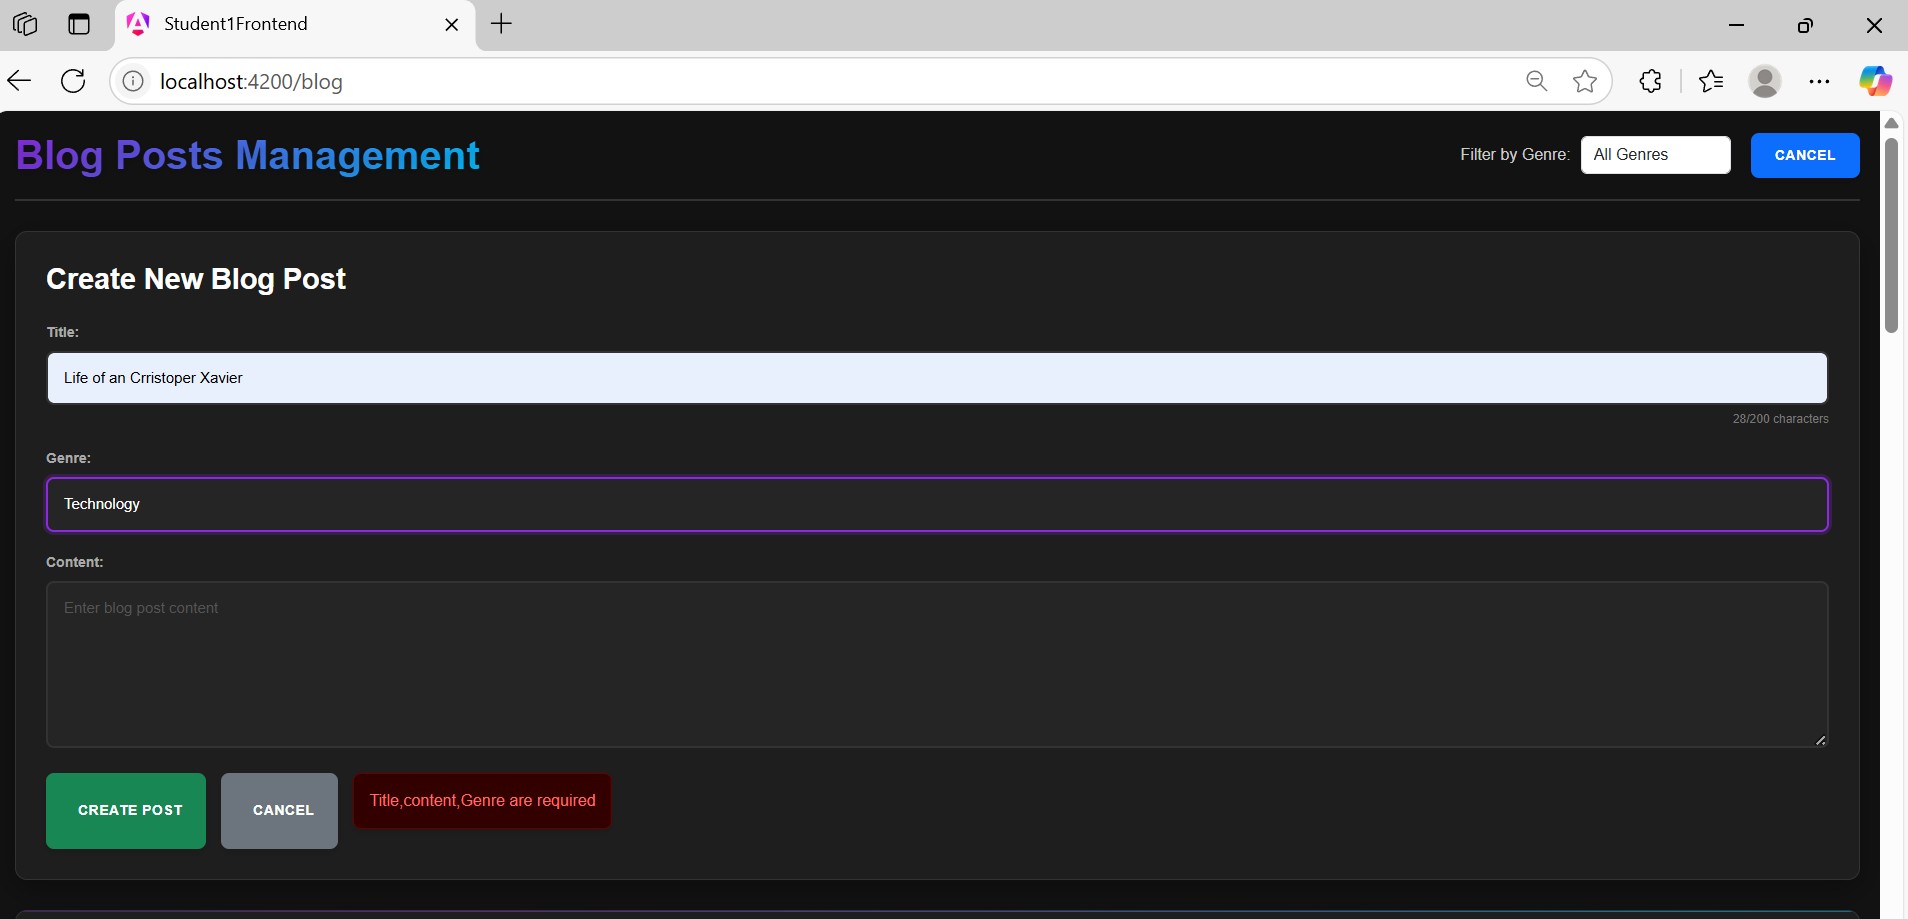 Student1Frontend
localhost:4200/blog
Blog Posts Management
Filter by Genre: All Genres CANCEL
Create New Blog Post
Title:
Life of an Crristoper Xavier
28/200 characters
Genre:
Technology
Content:
Enter blog post content
CREATE POST CANCEL Title,content,Genre are required